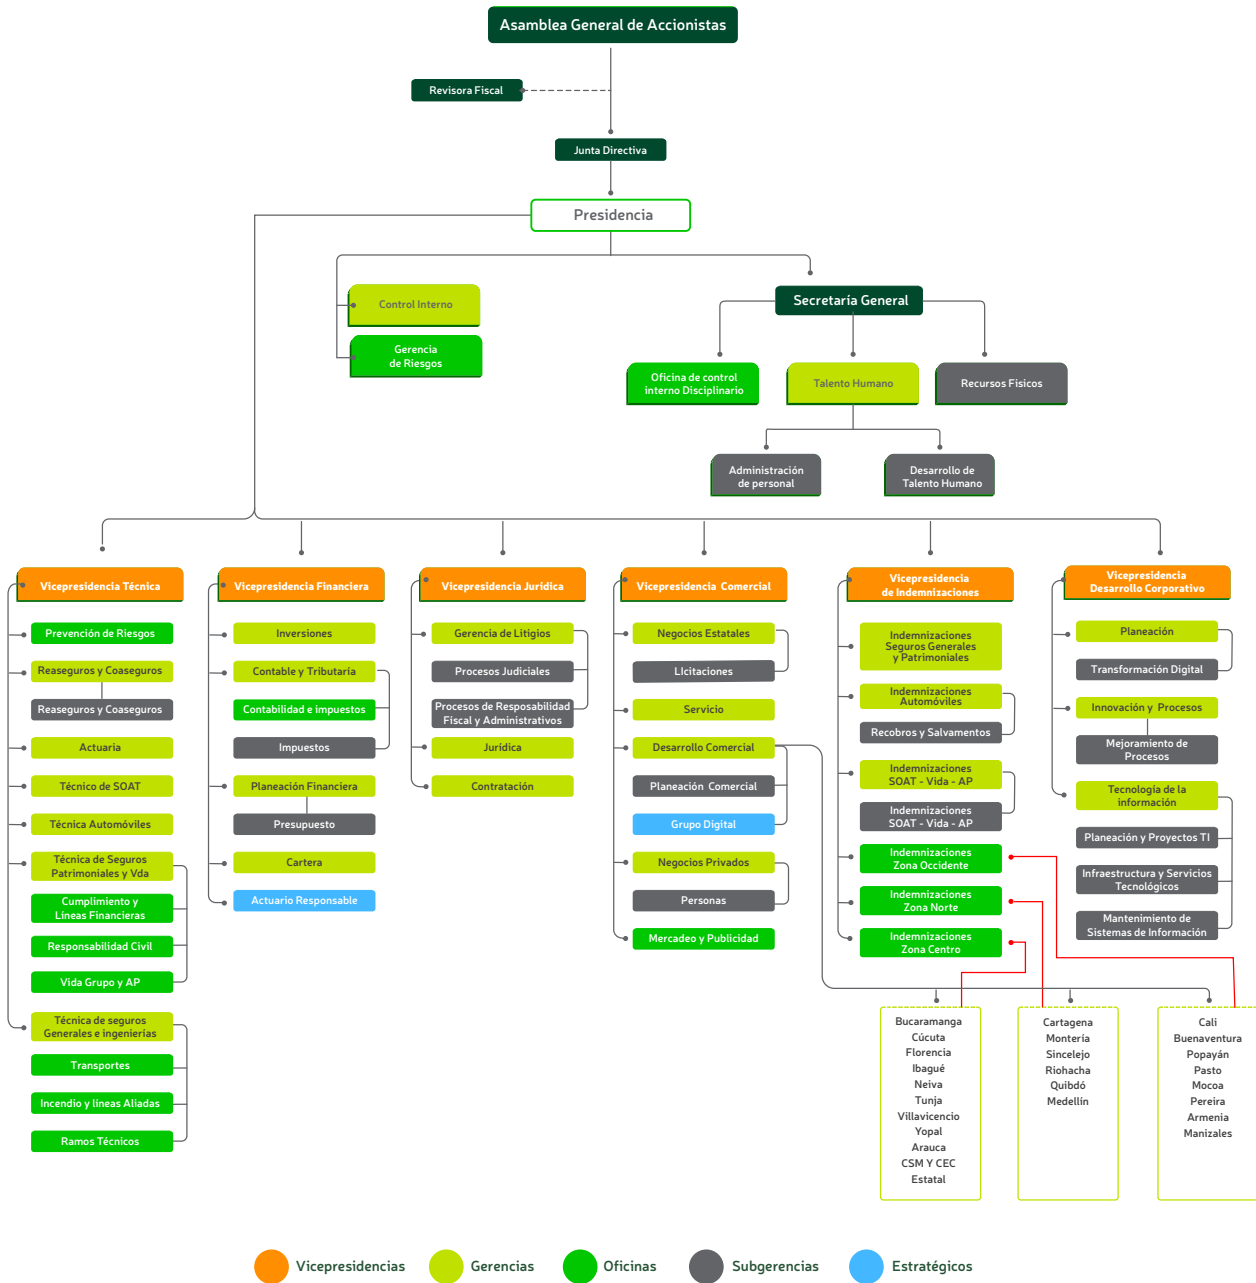 Asamblea General de Accionistas
Revisora Fiscal
Junta Directiva
Presidencia
Control Interno
Gerencia
de Riesgos
Secretaría General
Oficina de control
interno Disciplinario
Talento Humano
Recursos Fisicos
Administración
de personal
Desarrollo de
Talento Humano
Vicepresidencia Técnica
Prevención de Riesgos
Reaseguros y Coaseguros
Reaseguros y Coaseguros
Actuaria
Técnico de SOAT
Técnica Automóviles
Técnica de Seguros
Patrimoniales y Vda
Cumplimiento y
Líneas Financieras
Responsabilidad Civil
Vida Grupo y AP
Técnica de seguros
Generales e ingenierías
Transportes
Incendio y líneas Aliadas
Ramos Técnicos
Vicepresidencia Financiera
Inversiones
Contable y Tributaria
Contabilidad e impuestos
Impuestos
Planeación Financiera
Presupuesto
Cartera
Actuario Responsable
Vicepresidencia Jurídica
Gerencia de Litigios
Procesos Judiciales
Procesos de Resposabilidad
Fiscal y Administrativos
Jurídica
Contratación
Vicepresidencia Comercial
Negocios Estatales
LIcitaciones
Servicio
Desarrollo Comercial
Planeación Comercial
Grupo Digital
Negocios Privados
Personas
Mercadeo y Publicidad
Vicepresidencia
de Indemnizaciones
Indemnizaciones
Seguros Generales
y Patrimoniales
Indemnizaciones
Automóviles
Recobros y Salvamentos
Indemnizaciones
SOAT - Vida - AP
Indemnizaciones
SOAT - Vida - AP
Indemnizaciones
Zona Occidente
Indemnizaciones
Zona Norte
Indemnizaciones
Zona Centro
Vicepresidencia
Desarrollo Corporativo
Planeación
Transformación Digital
Innovación y Procesos
Mejoramiento de
Procesos
Tecnología de la
información
Planeación y Proyectos TI
Infraestructura y Servicios
Tecnológicos
Mantenimiento de
Sistemas de Información
Bucaramanga
Cúcuta
Florencia
Ibagué
Neiva
Tunja
Villavicencio
Yopal
Arauca
CSM Y CEC
Estatal
Cartagena
Montería
Sincelejo
Riohacha
Quibdó
Medellín
Cali
Buenaventura
Popayán
Pasto
Mocoa
Pereira
Armenia
Manizales
Vicepresidencias
Gerencias
Oficinas
Subgerencias
Estratégicos